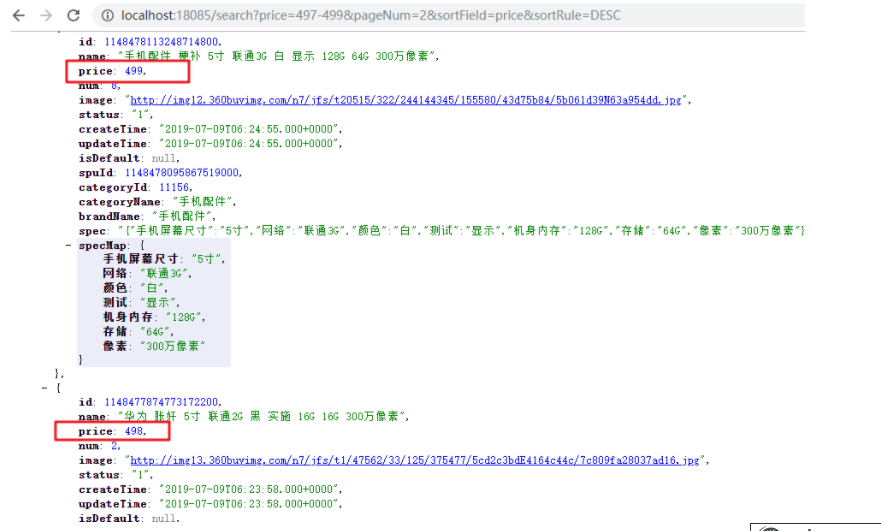 localhost:18085/search?price=497-499&pageNum=2&sortField=price&sortRule=DESC
id: 1148478113248714800,
name: "手机配件 梗补 5寸 联通3G 白 显示 128G 64G 300万像素",
price: 499,
num: 8,
image: "http://img12.360buyimg.com/n7/jfs/t20515/322/244144345/155580/43d75b84/5b061d39N63a954dd.jpg",
status: "1",
createTime: "2019-07-09T06:24:55.000+0000",
updateTime: "2019-07-09T06:24:55.000+0000",
isDefault: null,
spuId: 1148478095867519000,
categoryId: 11156,
categoryName: "手机配件",
brandName: "手机配件",
spec: "{"手机屏幕尺寸":"5寸","网络":"联通3G","颜色":"白","测试":"显示","机身内存":"128G","存储":"64G","像素":"300万像素"}
- specMap: {
手机屏幕尺寸: "5寸",
网络: "联通3G",
颜色: "白",
测试: "显示",
机身内存: "128G",
存储: "64G",
像素: "300万像素"
}
},
- {
id: 1148477874773172200,
name: "华为 胀奸 5寸 联通2G 黑 实施 16G 16G 300万像素",
price: 498,
num: 2,
image: "http://img13.360buyimg.com/n7/jfs/t1/47562/33/125/375477/5cd2c3bdE4164c44c/7c809fa28037ad16.jpg",
status: "1",
createTime: "2019-07-09T06:23:58.000+0000",
updateTime: "2019-07-09T06:23:58.000+0000",
isDefault: null,